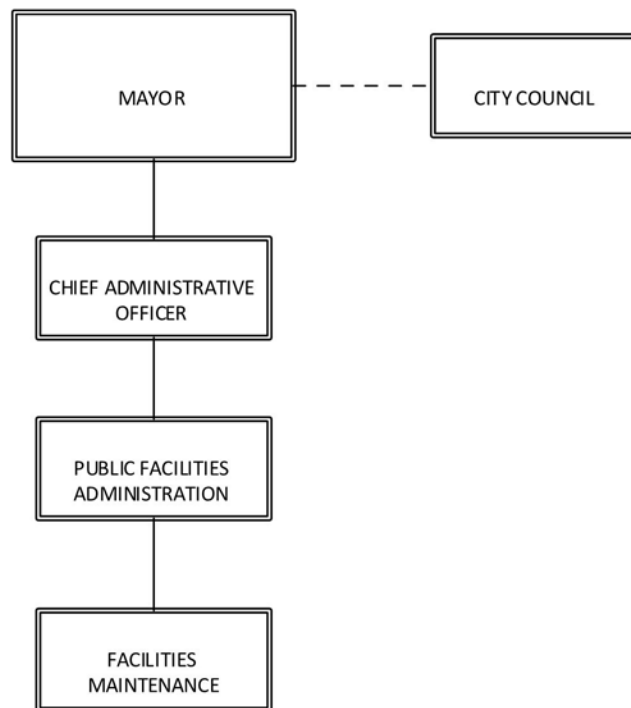 MAYOR
CITY COUNCIL
CHIEF ADMINISTRATIVE
OFFICER
PUBLIC FACILITIES
ADMINISTRATION
FACILITIES
MAINTENANCE